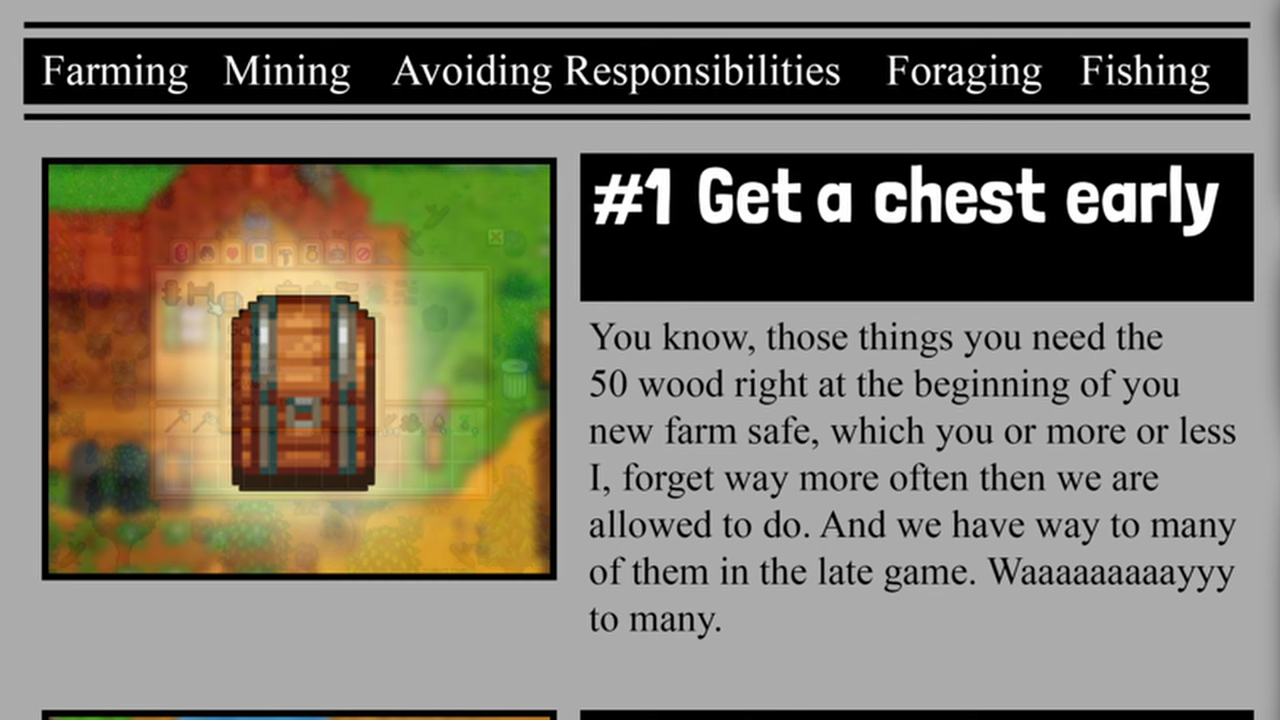 Farming Mining Avoiding Responsibilities Foraging Fishing
#1 Get a chest early
You know, those things you need the
50 wood right at the beginning of you
new farm safe, which you or more or less
I, forget way more often then we are
allowed to do. And we have way to many
of them in the late game. Waaaaaaaaayyy
to many.